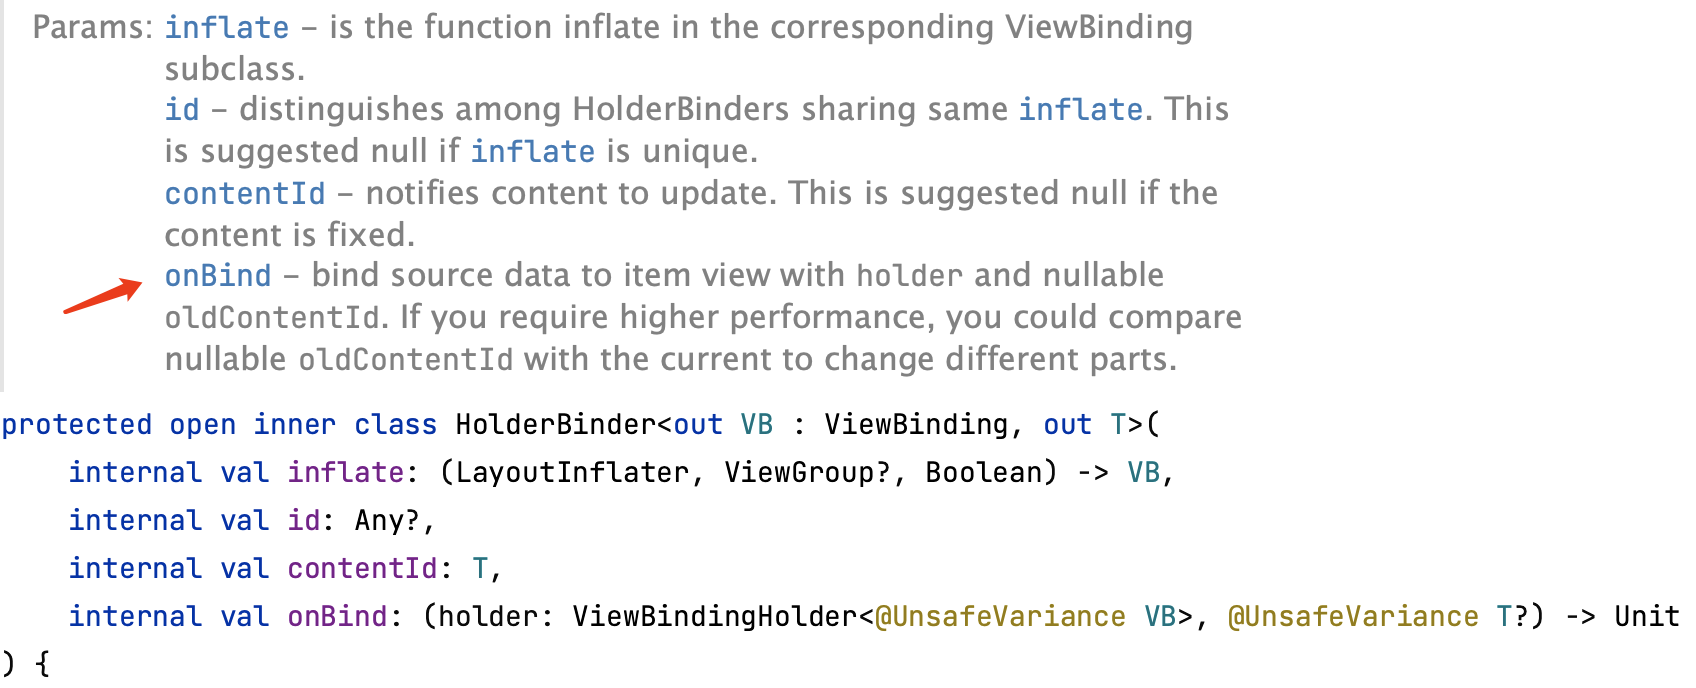 Params: inflate – is the function inflate in the corresponding ViewBinding
subclass.
id – distinguishes among HolderBinders sharing same inflate. This
is suggested null if inflate is unique.
contentId – notifies content to update. This is suggested null if the
content is fixed.
onBind – bind source data to item view with holder and nullable
oldContentId. If you require higher performance, you could compare
nullable oldContentId with the current to change different parts.
protected open inner class HolderBinder<out VB : ViewBinding, out T>(
    internal val inflate: (LayoutInflater, ViewGroup?, Boolean) -> VB,
    internal val id: Any?,
    internal val contentId: T,
    internal val onBind: (holder: ViewBindingHolder<@UnsafeVariance VB>, @UnsafeVariance T?) -> Unit
) {